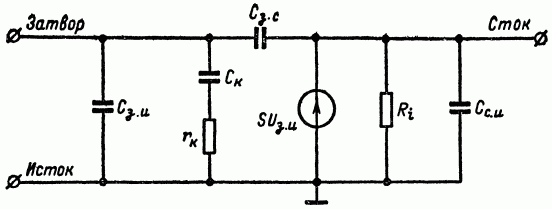 Затвор
Cз.с
Сток
Cз.и
Cк
rк
SUз.и
Ri
Cс.и
Исток